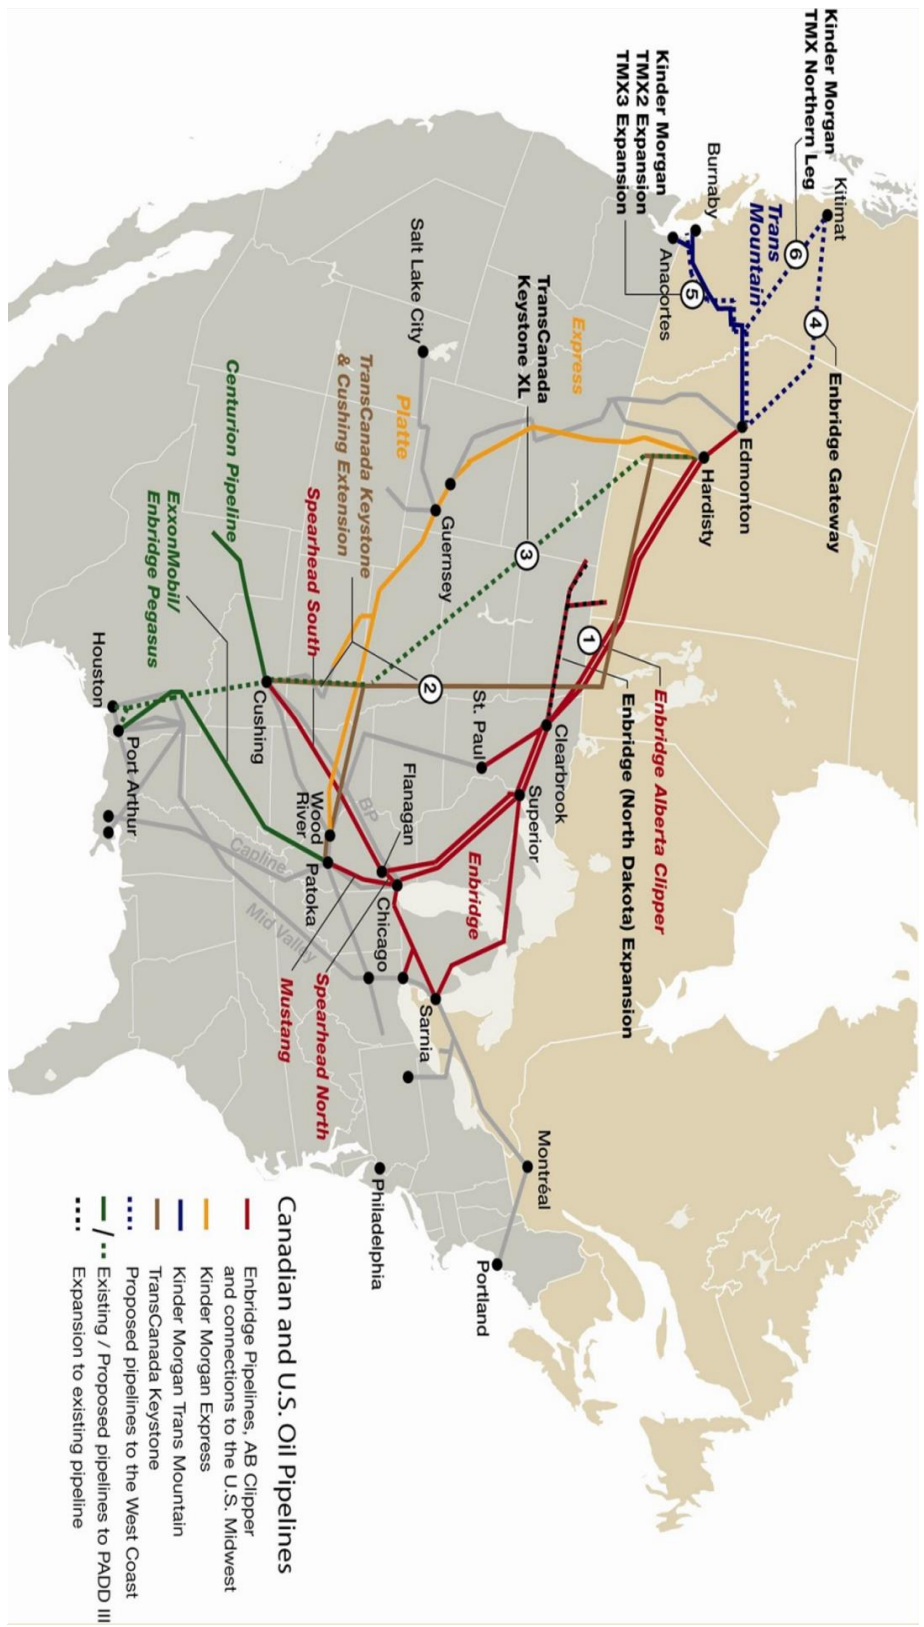 Kinder Morgan
TMX Northern Leg
Kitimat
Kinder Morgan
TMX2 Expansion
TMX3 Expansion
Burnaby
Trans
Mountain
6
4
Enbridge Gateway
5
Anacortes
Edmonton
Hardisty
TransCanada
Keystone XL
Express
3
Salt Lake City
Platte
Guernsey
TransCanada Keystone
& Cushing Extension
Centurion Pipeline
Spearhead South
ExxonMobil/
Enbridge Pegasus
1
Enbridge Alberta Clipper
Enbridge (North Dakota) Expansion
2
St. Paul
Clearbrook
Superior
Enbridge
Houston
Port Arthur
Cushing
Wood
River
Patoka
BP
Flanagan
Chicago
Capline
Mid Valley
Mustang
Spearhead North
Sarnia
Montréal
Portland
Philadelphia
Canadian and U.S. Oil Pipelines
Enbridge Pipelines, AB Clipper
and connections to the U.S. Midwest
Kinder Morgan Express
Kinder Morgan Trans Mountain
TransCanada Keystone
Proposed pipelines to the West Coast
/ Existing / Proposed pipelines to PADD III
Expansion to existing pipeline